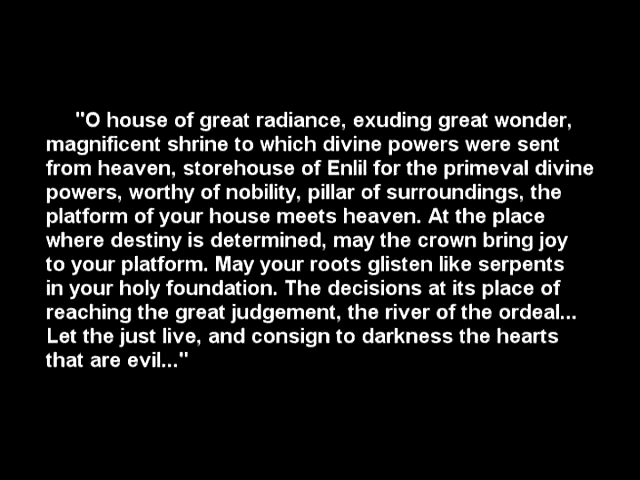 "O house of great radiance, exuding great wonder,
magnificent shrine to which divine powers were sent
from heaven, storehouse of Enlil for the primeval divine
powers, worthy of nobility, pillar of surroundings, the
platform of your house meets heaven. At the place
where destiny is determined, may the crown bring joy
to your platform. May your roots glisten like serpents
in your holy foundation. The decisions at its place of
reaching the great judgement, the river of the ordeal...
Let the just live, and consign to darkness the hearts
that are evil..."